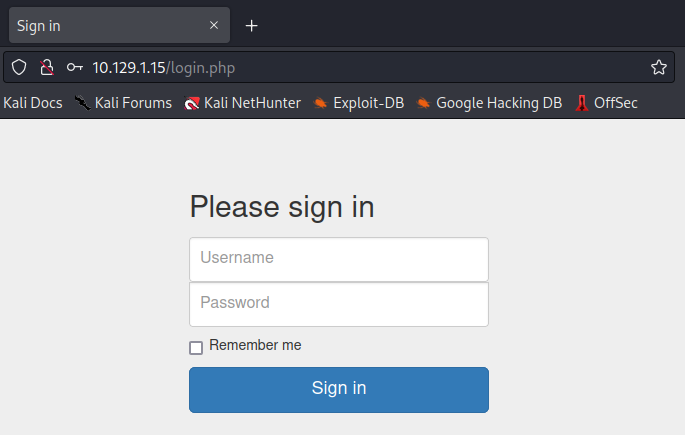 Sign in
10.129.1.15/login.php
Kali Docs Kali Forums Kali NetHunter Exploit-DB Google Hacking DB OffSec
Please sign in
Username
Password
Remember me
Sign in